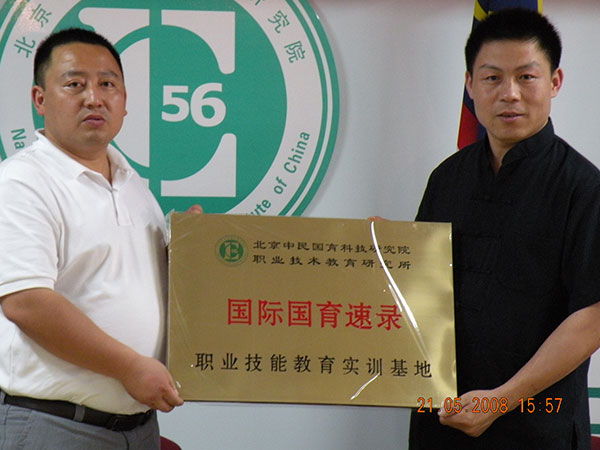 北京
究院
56
Na
ute of China
北京中民国育科技研究院
职业技术教育研究所
国际国育速录
职业技能教育实训基地
21.05.2008 15:57